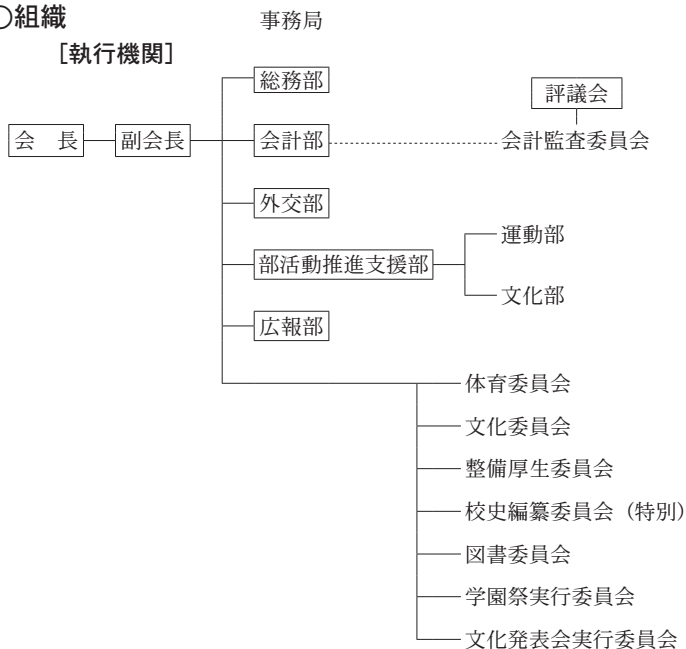 ○組織
事務局
［執行機関］
総務部
評議会
会　長
副会長
会計部
会計監査委員会
外交部
運動部
部活動推進支援部
文化部
広報部
体育委員会
文化委員会
整備厚生委員会
校史編纂委員会（特別）
図書委員会
学園祭実行委員会
文化発表会実行委員会